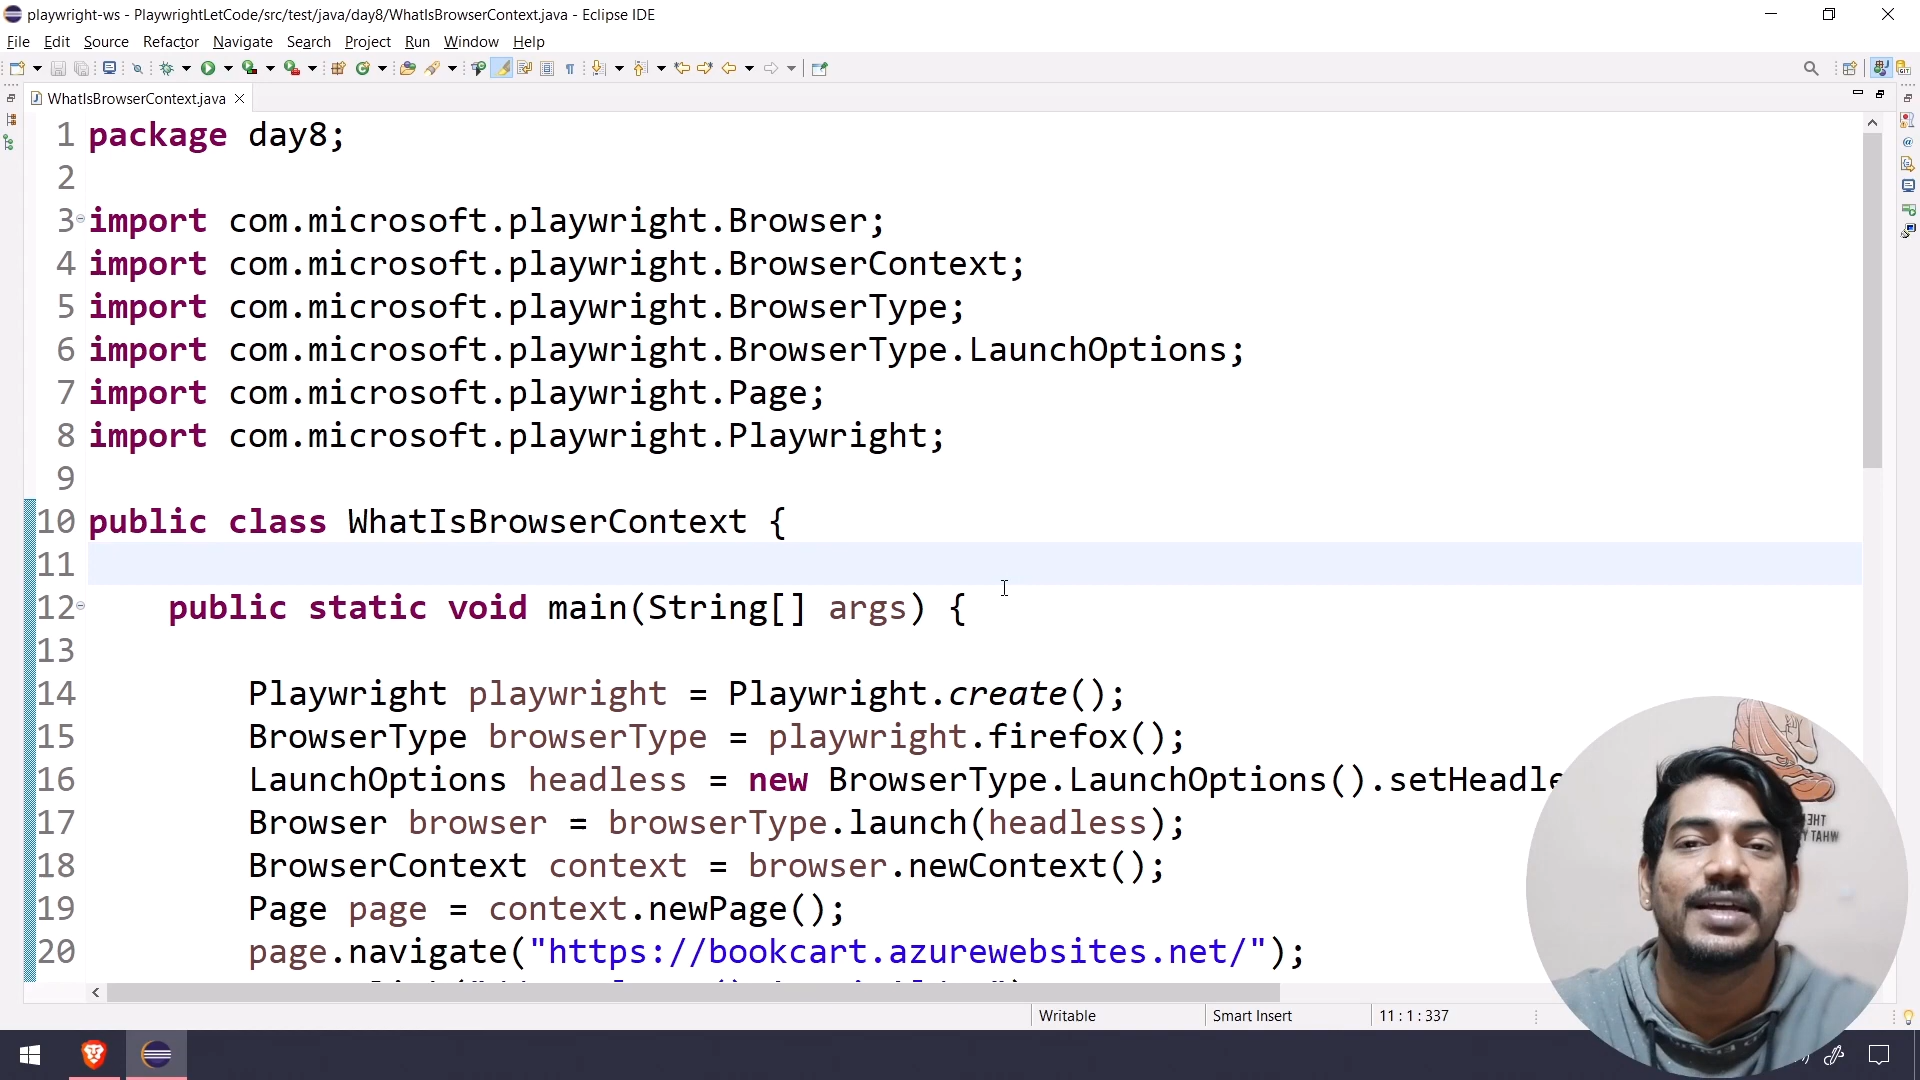 playwright-ws - PlaywrightLetCode/src/test/java/day8/WhatIsBrowserContext.java - Eclipse IDE
File Edit Source Refactor Navigate Search Project Run Window Help
WhatIsBrowserContext.java
1 package day8;
2
3 import com.microsoft.playwright.Browser;
4 import com.microsoft.playwright.BrowserContext;
5 import com.microsoft.playwright.BrowserType;
6 import com.microsoft.playwright.BrowserType.LaunchOptions;
7 import com.microsoft.playwright.Page;
8 import com.microsoft.playwright.Playwright;
9
10 public class WhatIsBrowserContext {
11
12 public static void main(String[] args) {
13
14 Playwright playwright = Playwright.create();
15 BrowserType browserType = playwright.firefox();
16 LaunchOptions headless = new BrowserType.LaunchOptions().setHeadle
17 Browser browser = browserType.launch(headless);
18 BrowserContext context = browser.newContext();
19 Page page = context.newPage();
20 page.navigate("https://bookcart.azurewebsites.net/");
Writable Smart Insert 11 : 1 : 337